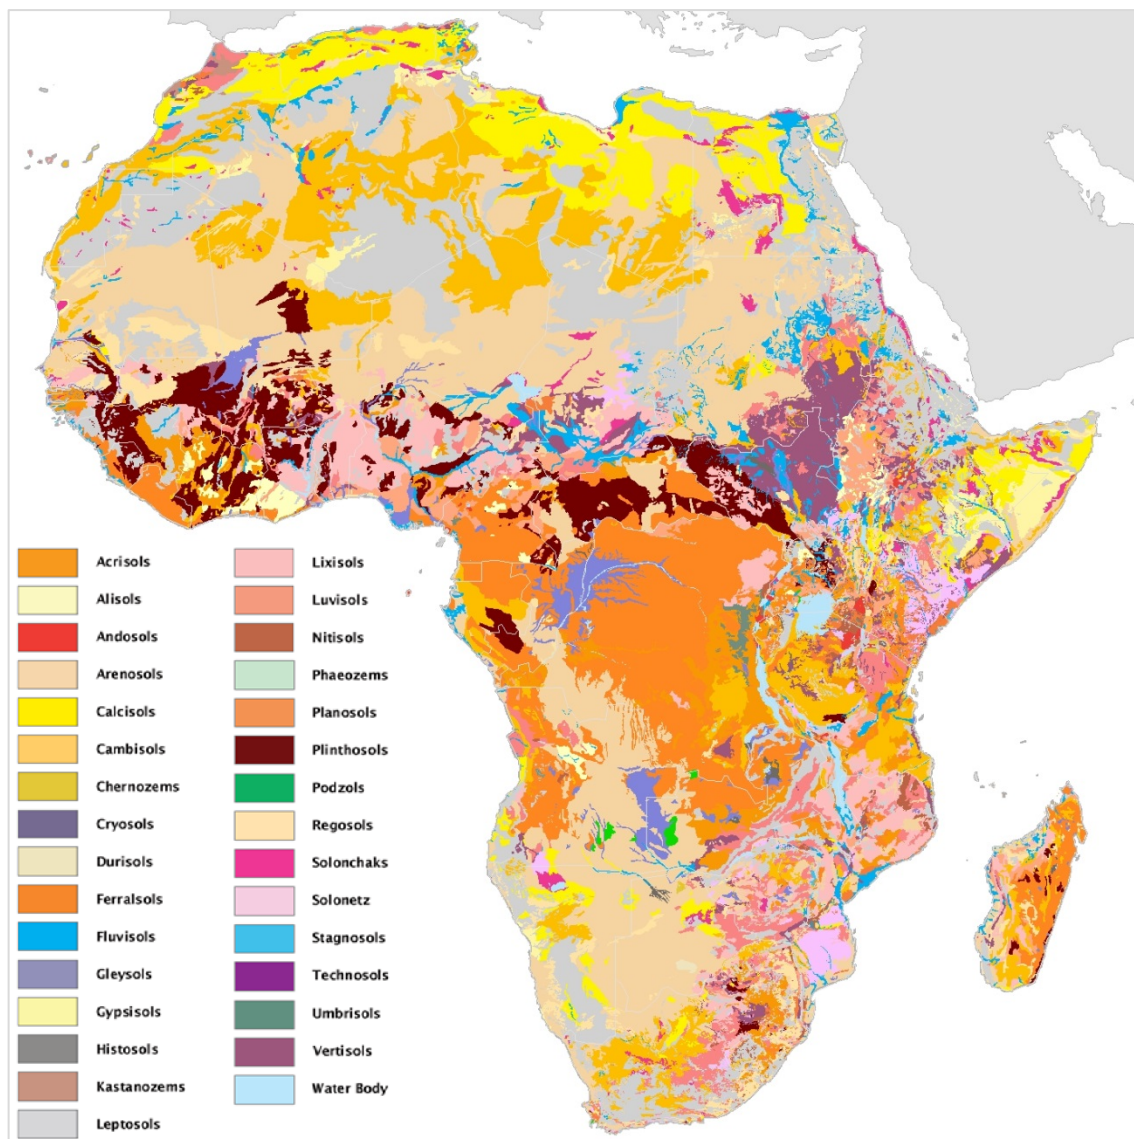 Acrisols
Alisols
Andosols
Arenosols
Calcisols
Cambisols
Chernozems
Cryosols
Durisols
Ferralsols
Fluvisols
Gleysols
Gypsisols
Histosols
Kastanozems
Leptosols
Lixisols
Luvisols
Nitisols
Phaeozems
Planosols
Plinthosols
Podzols
Regosols
Solonchaks
Solonetz
Stagnosols
Technosols
Umbrisols
Vertisols
Water Body